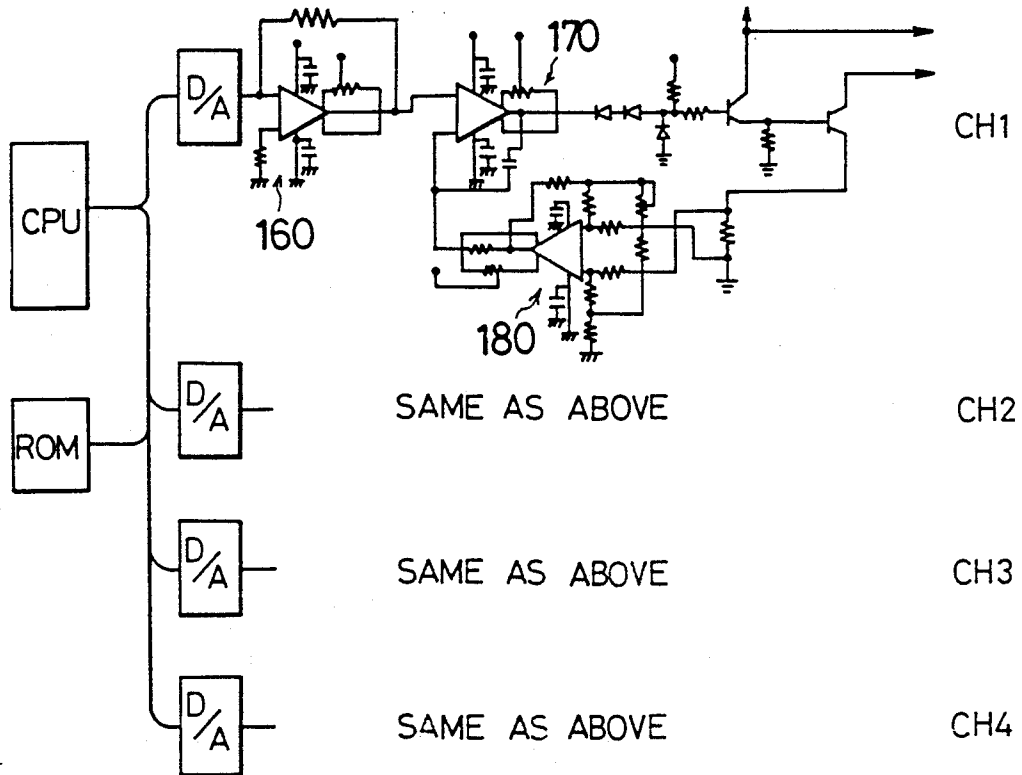 D/A
170
CH1
CPU
160
180
D/A
SAME AS ABOVE
CH2
ROM
D/A
SAME AS ABOVE
CH3
D/A
SAME AS ABOVE
CH4